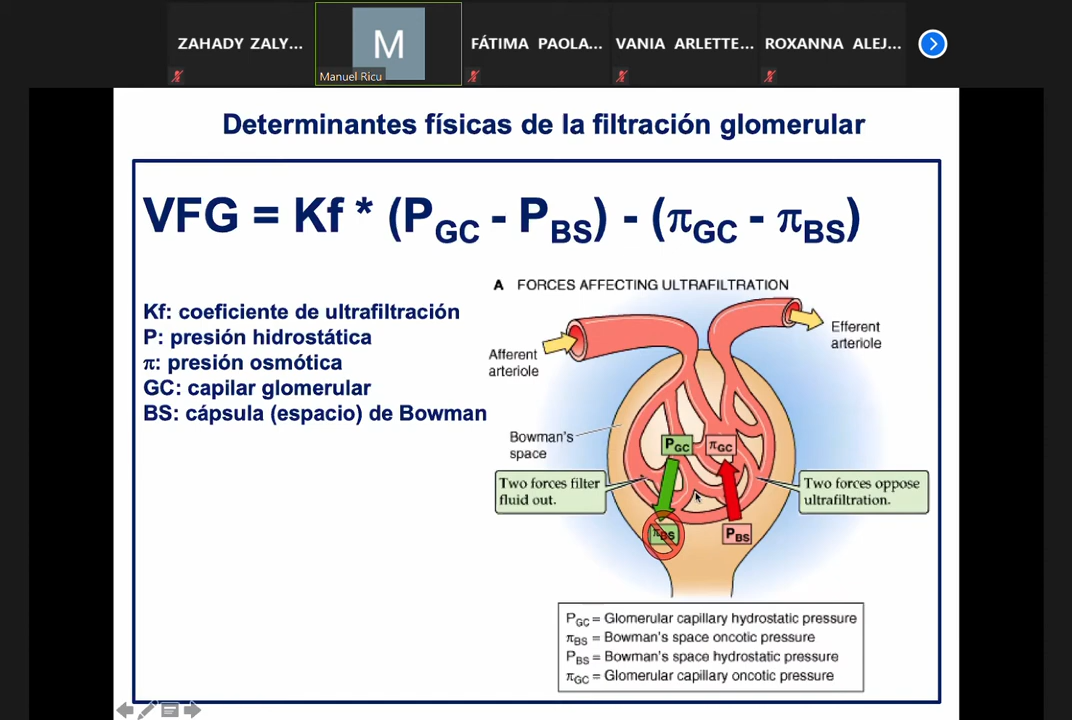 ZAHADY ZALY...
M
Manuel Ricu
FÁTIMA PAOLA...
VANIA ARLETTE...
ROXANNA ALEJ...
Determinantes físicas de la filtración glomerular
VFG = Kf * (PGC - PBS) - (πGC - πBS)
Kf: coeficiente de ultrafiltración
P: presión hidrostática
π: presión osmótica
GC: capilar glomerular
BS: cápsula (espacio) de Bowman
A FORCES AFFECTING ULTRAFILTRATION
Afferent
arteriole
Efferent
arteriole
Bowman's
space
PGC
πGC
Two forces filter
fluid out.
Two forces oppose
ultrafiltration.
πBS
PBS
PGC = Glomerular capillary hydrostatic pressure
πBS = Bowman's space oncotic pressure
PBS = Bowman's space hydrostatic pressure
πGC = Glomerular capillary oncotic pressure